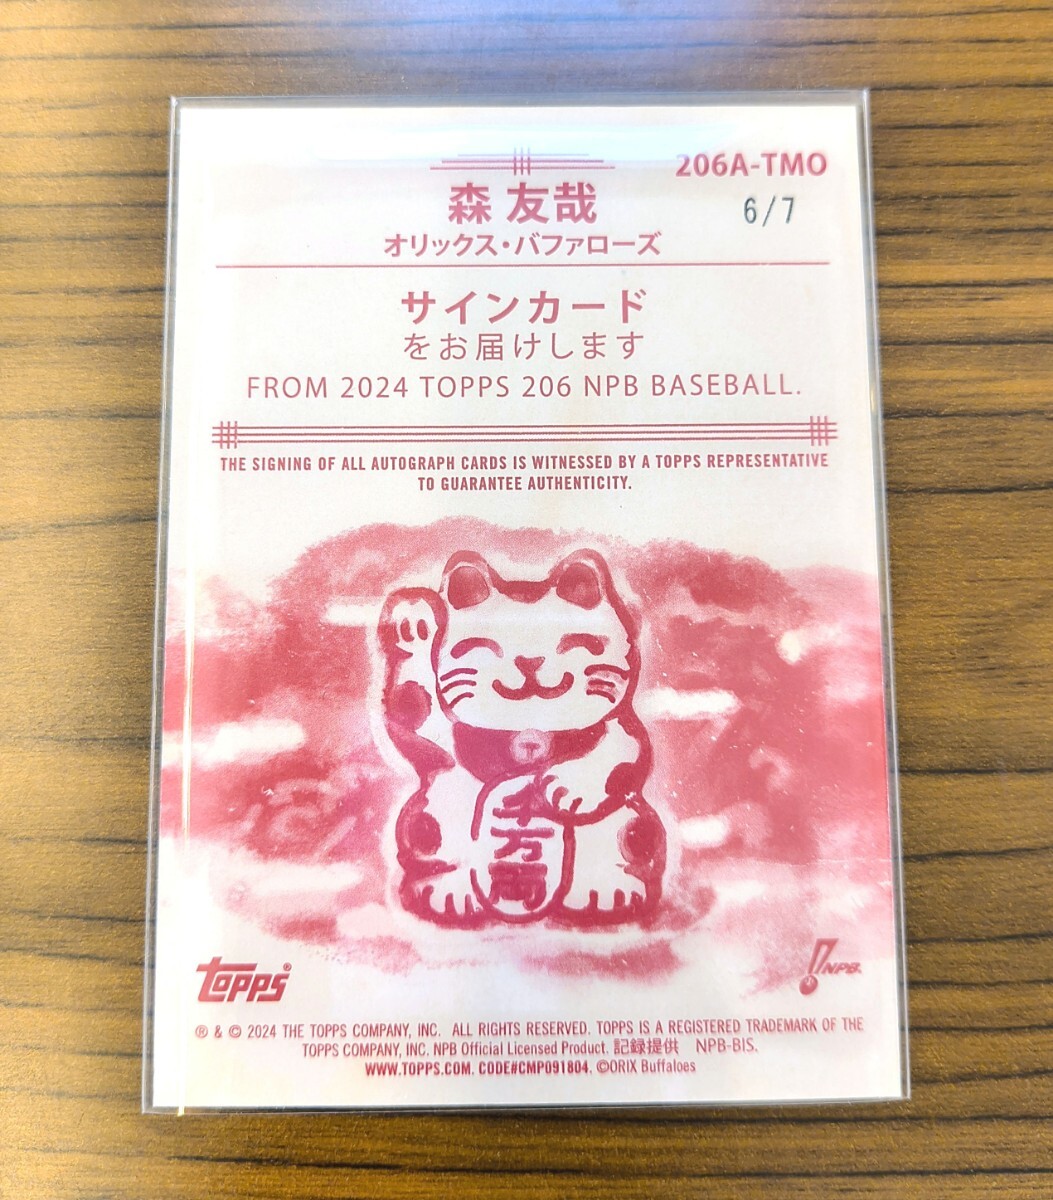 206A-TMO
6/7
森 友哉
オリックス・バファローズ
サインカード
をお届けします
FROM 2024 TOPPS 206 NPB BASEBALL.
THE SIGNING OF ALL AUTOGRAPH CARDS IS WITNESSED BY A TOPPS REPRESENTATIVE
TO GUARANTEE AUTHENTICITY.
T
千
万
両
topps®
NPB.
® & © 2024 THE TOPPS COMPANY, INC. ALL RIGHTS RESERVED. TOPPS IS A REGISTERED TRADEMARK OF THE
TOPPS COMPANY, INC. NPB Official Licensed Product. 記録提供 NPB-BIS.
WWW.TOPPS.COM. CODE#CMP091804. ©ORIX Buffaloes